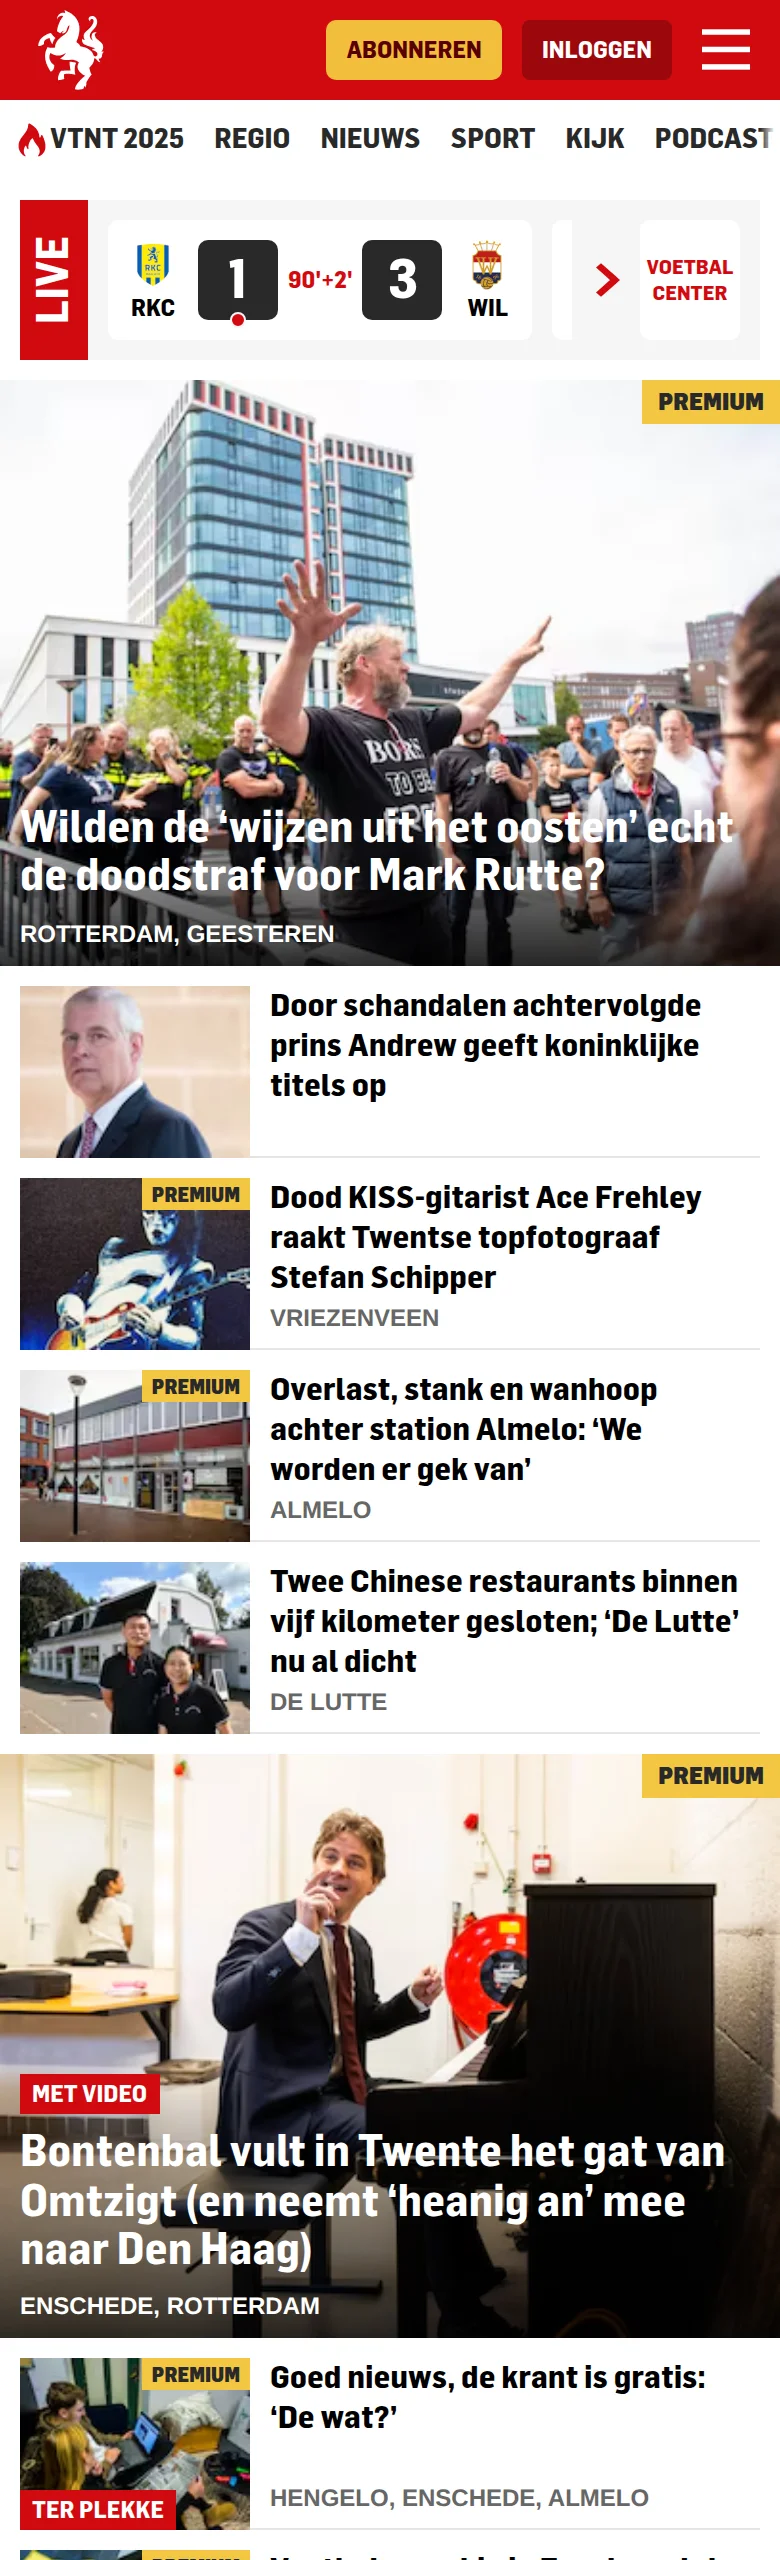 ABONNEREN
INLOGGEN
VTNT 2025 REGIO NIEUWS SPORT KIJK PODCAST
LIVE
RKC
1
90'+2'
3
WIL
VOETBAL
CENTER
PREMIUM
BORN
TO BE
Wilden de ‘wijzen uit het oosten’ echt
de doodstraf voor Mark Rutte?
ROTTERDAM, GEESTEREN
Door schandalen achtervolgde
prins Andrew geeft koninklijke
titels op
PREMIUM
Dood KISS-gitarist Ace Frehley
raakt Twentse topfotograaf
Stefan Schipper
VRIEZENVEEN
PREMIUM
Overlast, stank en wanhoop
achter station Almelo: ‘We
worden er gek van’
ALMELO
Twee Chinese restaurants binnen
vijf kilometer gesloten; ‘De Lutte’
nu al dicht
DE LUTTE
PREMIUM
MET VIDEO
Bontenbal vult in Twente het gat van
Omtzigt (en neemt ‘heanig an’ mee
naar Den Haag)
ENSCHEDE, ROTTERDAM
PREMIUM
TER PLEKKE
Goed nieuws, de krant is gratis:
‘De wat?’
HENGELO, ENSCHEDE, ALMELO